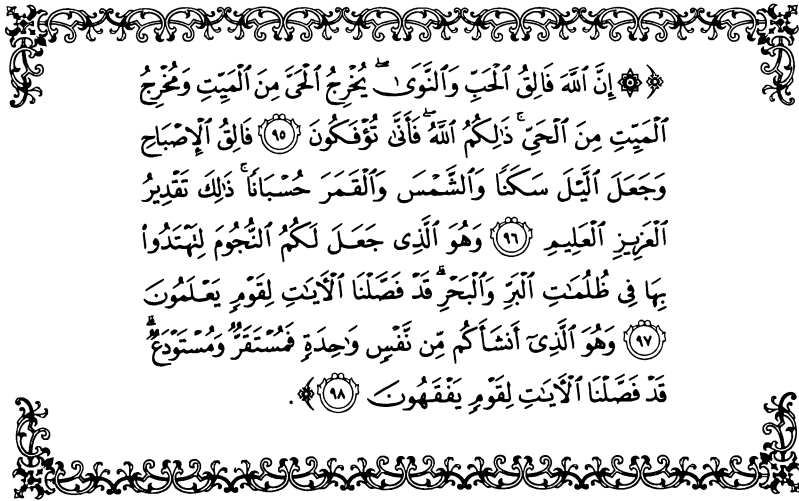 ﴿ ۞ إِنَّ ٱللَّهَ فَالِقُ ٱلْحَبِّ وَٱلنَّوَىٰ ۖ يُخْرِجُ ٱلْحَيَّ مِنَ ٱلْمَيِّتِ وَمُخْرِجُ
ٱلْمَيِّتِ مِنَ ٱلْحَيِّ ۚ ذَٰلِكُمُ ٱللَّهُ ۖ فَأَنَّىٰ تُؤْفَكُونَ ۝٩٥ فَالِقُ ٱلْإِصْبَاحِ
وَجَعَلَ ٱلَّيْلَ سَكَنًا وَٱلشَّمْسَ وَٱلْقَمَرَ حُسْبَانًا ۚ ذَٰلِكَ تَقْدِيرُ
ٱلْعَزِيزِ ٱلْعَلِيمِ ۝٩٦ وَهُوَ ٱلَّذِى جَعَلَ لَكُمُ ٱلنُّجُومَ لِتَهْتَدُوا۟
بِهَا فِى ظُلُمَٰتِ ٱلْبَرِّ وَٱلْبَحْرِ ۗ قَدْ فَصَّلْنَا ٱلْءَايَٰتِ لِقَوْمٍ يَعْلَمُونَ
۝٩٧ وَهُوَ ٱلَّذِىٓ أَنشَأَكُم مِّن نَّفْسٍ وَٰحِدَةٍ فَمُسْتَقَرٌّ وَمُسْتَوْدَعٌ ۗ
قَدْ فَصَّلْنَا ٱلْءَايَٰتِ لِقَوْمٍ يَفْقَهُونَ ۝٩٨ ﴾ .